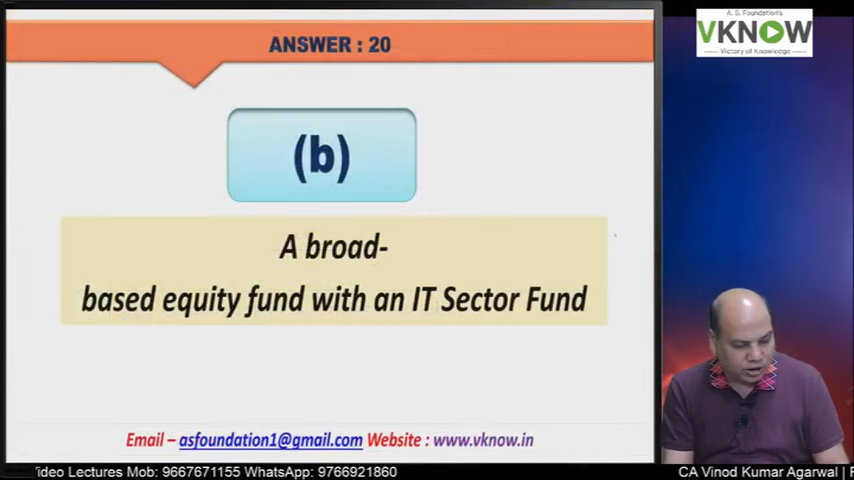 A. S. Foundation's
VKNOW
Victory of Knowledge
ANSWER : 20
(b)
A broad-
based equity fund with an IT Sector Fund
Email – asfoundation1@gmail.com Website : www.vknow.in
ideo Lectures Mob: 9667671155 WhatsApp: 9766921860
CA Vinod Kumar Agarwal |